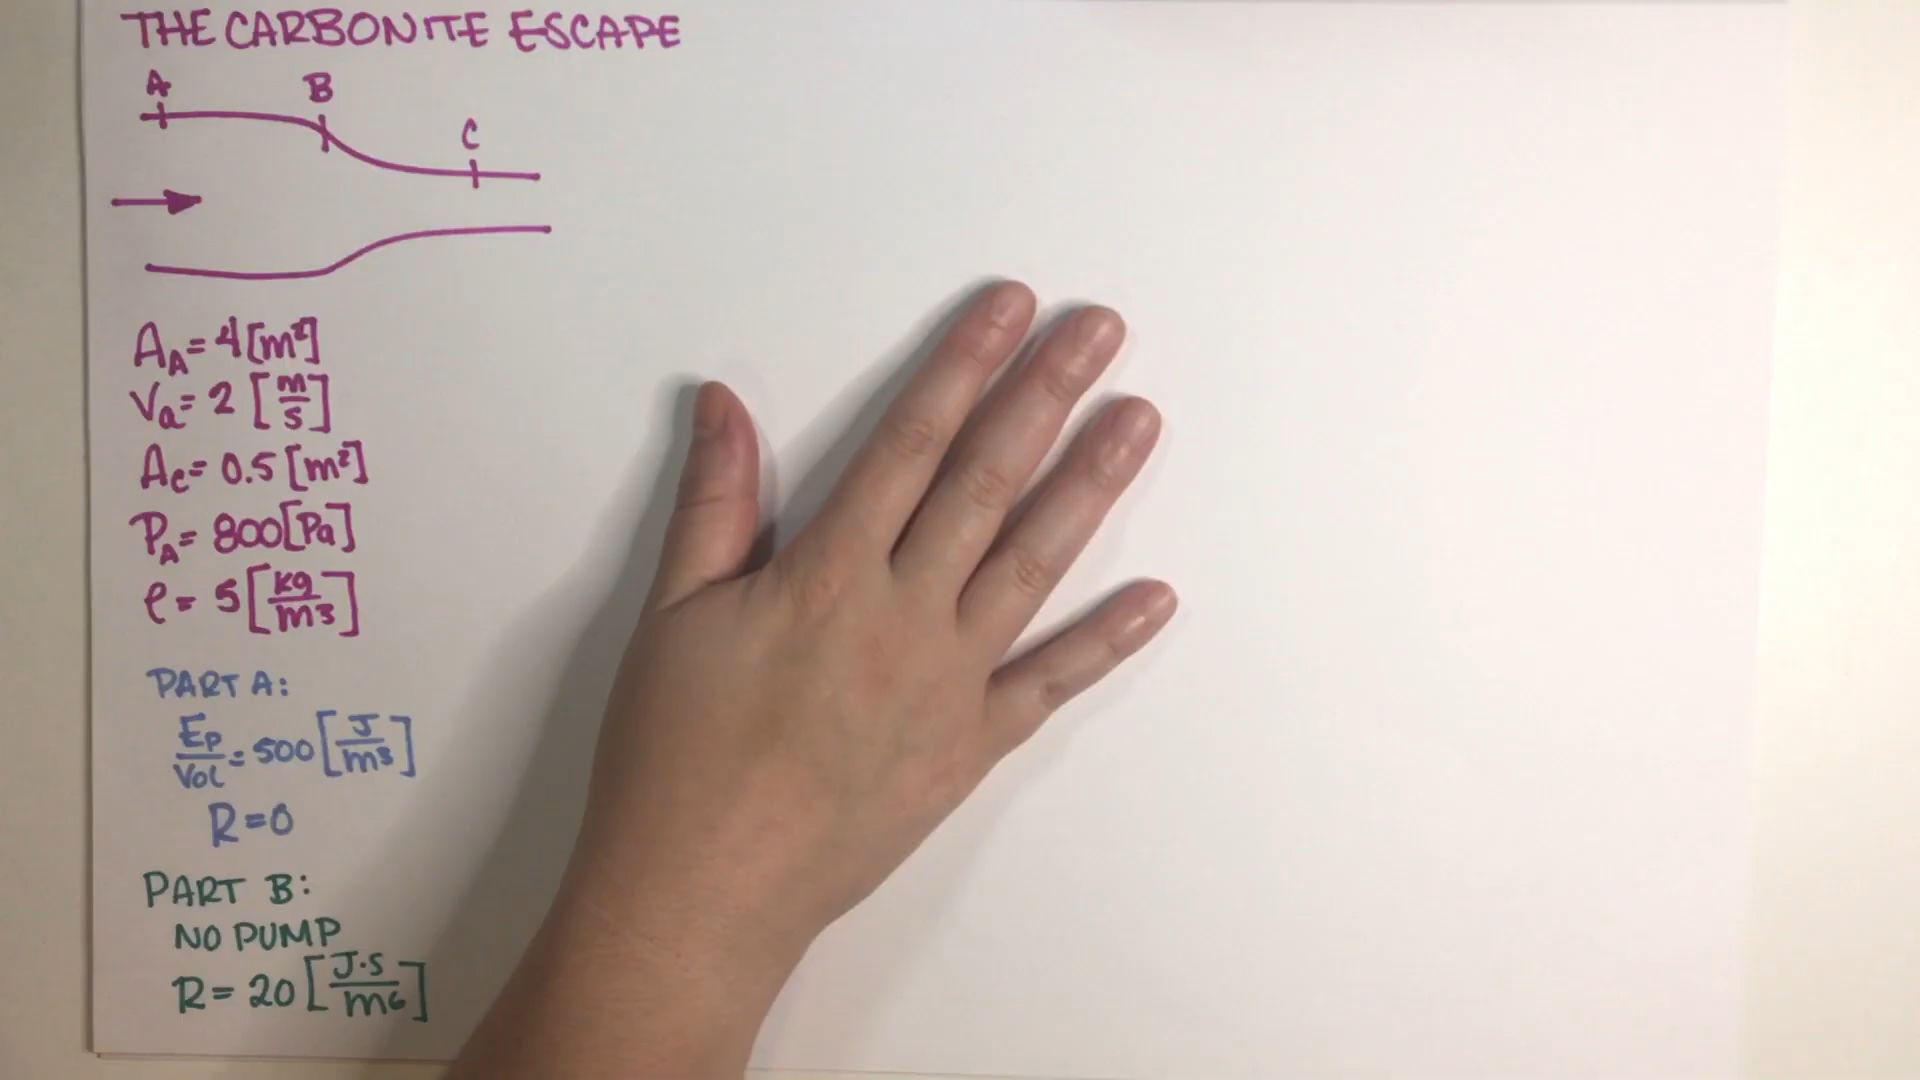 THE CARBONITE ESCAPE
A
B
C
A_A = 4 [m²]
V_a = 2 [m/s]
A_c = 0.5 [m²]
P_A = 800 [Pa]
ρ = 5 [kg/m³]
PART A:
Ep/Vol = 500 [J/m³]
R = 0
PART B:
NO PUMP
R = 20 [J·s/m⁶]